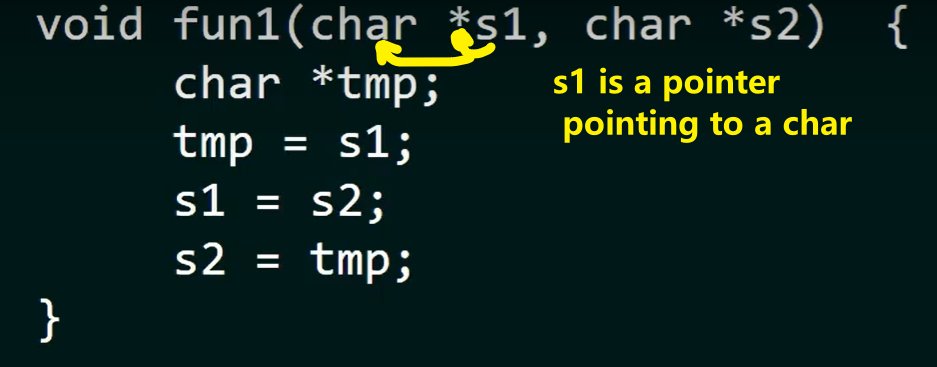 void fun1(char *s1, char *s2) {
char *tmp;
s1 is a pointer
pointing to a char
tmp = s1;
s1 = s2;
s2 = tmp;
}